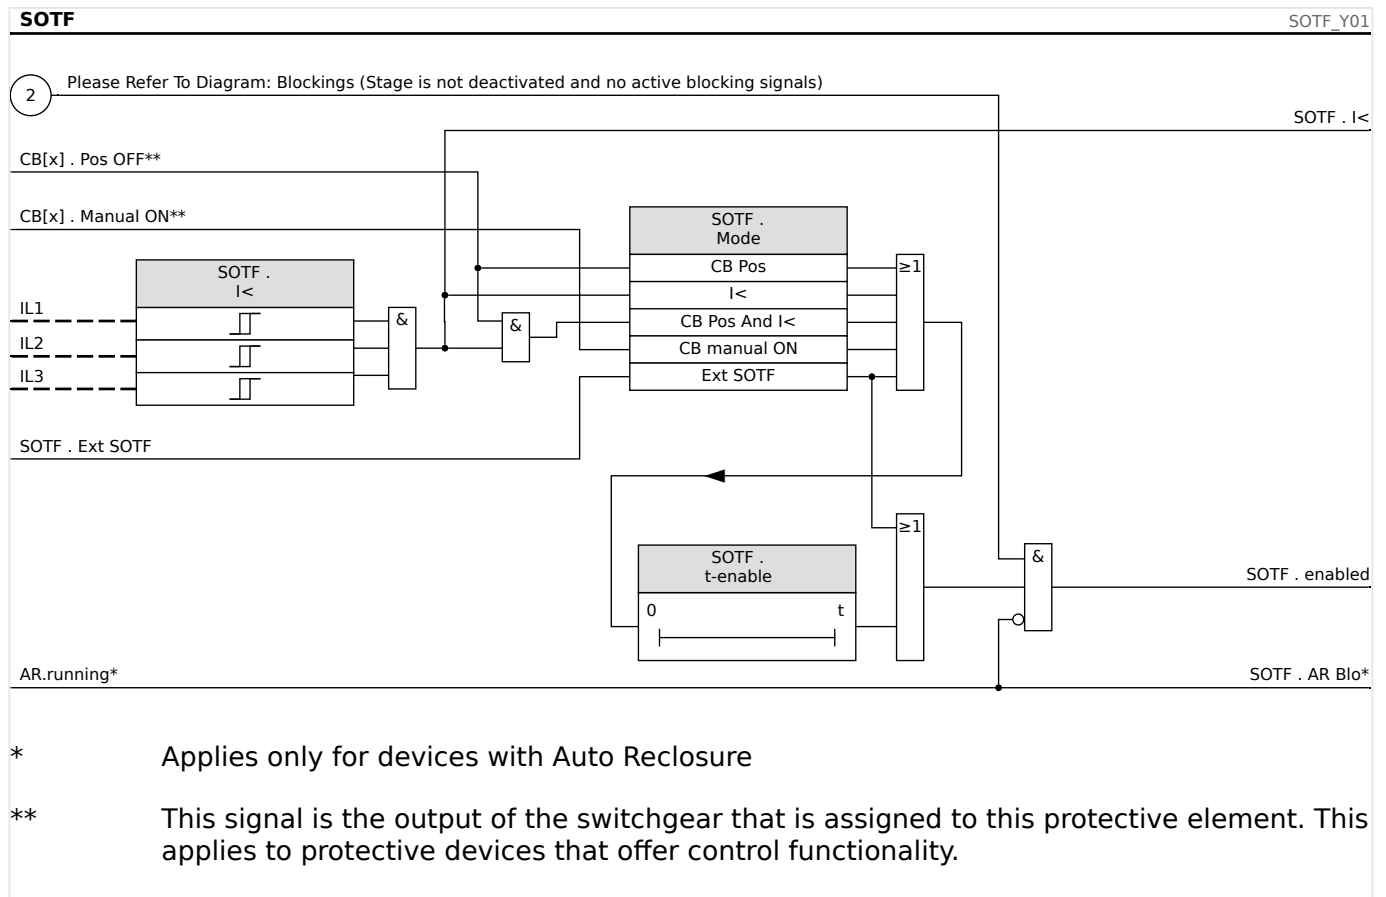 SOTF
SOTF_Y01
2
Please Refer To Diagram: Blockings (Stage is not deactivated and no active blocking signals)
SOTF . I<
CB[x] . Pos OFF**
CB[x] . Manual ON**
SOTF .
Mode
CB Pos
I<
CB Pos And I<
CB manual ON
Ext SOTF
≥1
SOTF .
I<
IL1
IL2
IL3
&
&
SOTF . Ext SOTF
SOTF .
t-enable
0 t
≥1
&
SOTF . enabled
AR.running*
SOTF . AR Blo*
* Applies only for devices with Auto Reclosure
** This signal is the output of the switchgear that is assigned to this protective element. This
applies to protective devices that offer control functionality.